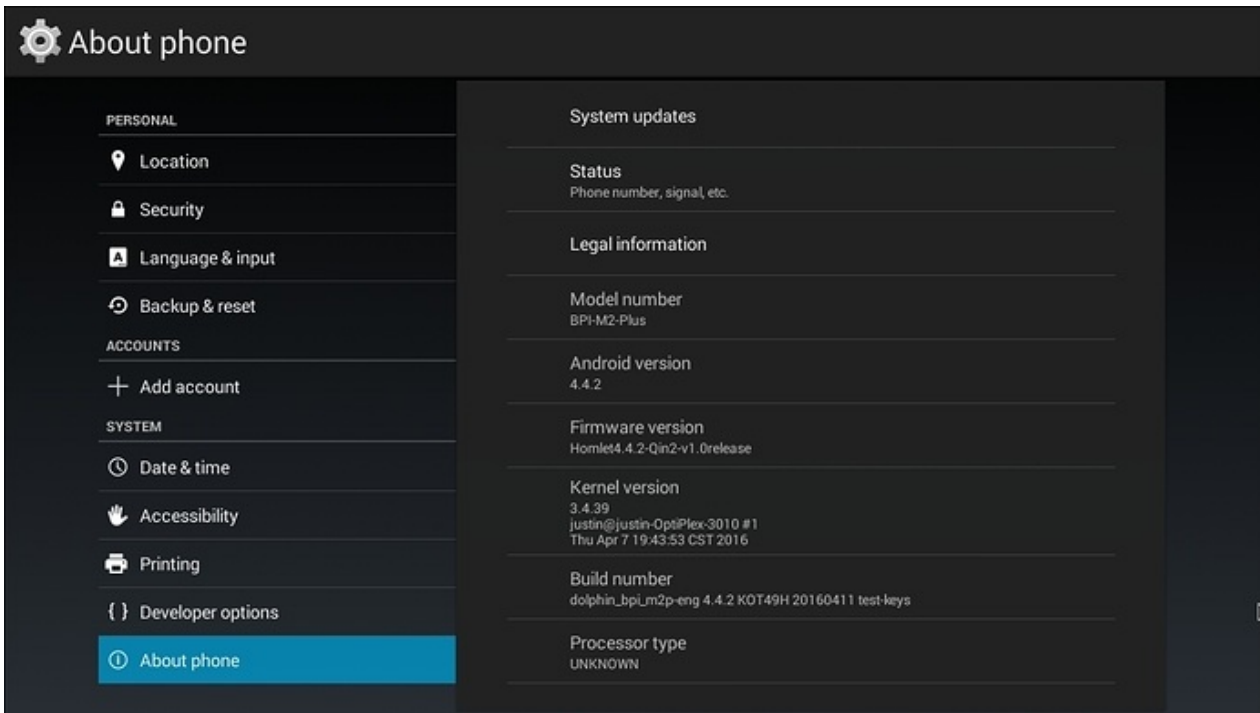 About phone
PERSONAL
Location
Security
Language & input
Backup & reset
ACCOUNTS
Add account
SYSTEM
Date & time
Accessibility
Printing
{ } Developer options
About phone
System updates
Status
Phone number, signal, etc.
Legal information
Model number
BPI-M2-Plus
Android version
4.4.2
Firmware version
Homlet4.4.2-Qin2-v1.0release
Kernel version
3.4.39
justin@justin-OptiPlex-3010 #1
Thu Apr 7 19:43:53 CST 2016
Build number
dolphin_bpi_m2p-eng 4.4.2 KOT49H 20160411 test-keys
Processor type
UNKNOWN